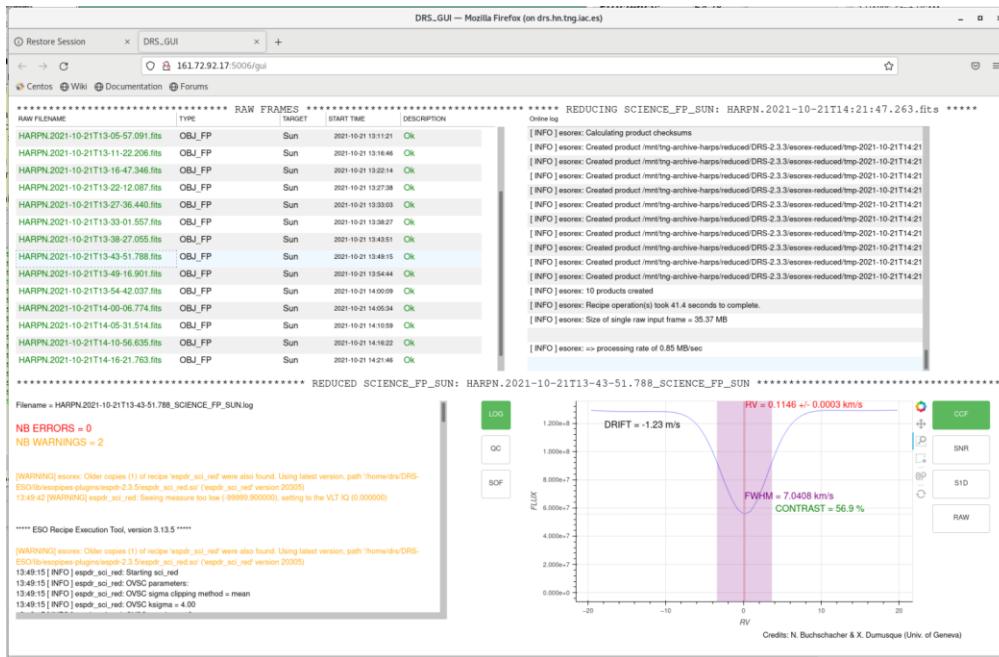 DRS_GUI — Mozilla Firefox (on drs.hn.tng.iac.es)
Restore Session × DRS_GUI × +
161.72.92.17:5006/gui
Centos Wiki Documentation Forums
********************************* RAW FRAMES **********************************
RAW FILENAME TYPE TARGET START TIME DESCRIPTION
HARPN.2021-10-21T13-05-57.091.fits OBJ_FP Sun 2021-10-21 13:11:21 Ok
HARPN.2021-10-21T13-11-22.206.fits OBJ_FP Sun 2021-10-21 13:16:46 Ok
HARPN.2021-10-21T13-16-47.346.fits OBJ_FP Sun 2021-10-21 13:22:14 Ok
HARPN.2021-10-21T13-22-12.087.fits OBJ_FP Sun 2021-10-21 13:27:38 Ok
HARPN.2021-10-21T13-27-36.440.fits OBJ_FP Sun 2021-10-21 13:33:03 Ok
HARPN.2021-10-21T13-33-01.557.fits OBJ_FP Sun 2021-10-21 13:38:27 Ok
HARPN.2021-10-21T13-38-27.055.fits OBJ_FP Sun 2021-10-21 13:43:51 Ok
HARPN.2021-10-21T13-43-51.788.fits OBJ_FP Sun 2021-10-21 13:49:15 Ok
HARPN.2021-10-21T13-49-16.901.fits OBJ_FP Sun 2021-10-21 13:54:44 Ok
HARPN.2021-10-21T13-54-42.037.fits OBJ_FP Sun 2021-10-21 14:00:09 Ok
HARPN.2021-10-21T14-00-06.774.fits OBJ_FP Sun 2021-10-21 14:05:34 Ok
HARPN.2021-10-21T14-05-31.514.fits OBJ_FP Sun 2021-10-21 14:10:59 Ok
HARPN.2021-10-21T14-10-56.635.fits OBJ_FP Sun 2021-10-21 14:16:22 Ok
HARPN.2021-10-21T14-16-21.763.fits OBJ_FP Sun 2021-10-21 14:21:46 Ok
***** REDUCING SCIENCE_FP_SUN: HARPN.2021-10-21T14:21:47.263.fits *****
Online log
[ INFO ] esorex: Calculating product checksums
[ INFO ] esorex: Created product /mnt/tng-archive-harps/reduced/DRS-2.3.3/esorex-reduced/tmp-2021-10-21T14:21
[ INFO ] esorex: Created product /mnt/tng-archive-harps/reduced/DRS-2.3.3/esorex-reduced/tmp-2021-10-21T14:21
[ INFO ] esorex: Created product /mnt/tng-archive-harps/reduced/DRS-2.3.3/esorex-reduced/tmp-2021-10-21T14:21
[ INFO ] esorex: Created product /mnt/tng-archive-harps/reduced/DRS-2.3.3/esorex-reduced/tmp-2021-10-21T14:21
[ INFO ] esorex: Created product /mnt/tng-archive-harps/reduced/DRS-2.3.3/esorex-reduced/tmp-2021-10-21T14:21
[ INFO ] esorex: Created product /mnt/tng-archive-harps/reduced/DRS-2.3.3/esorex-reduced/tmp-2021-10-21T14:21
[ INFO ] esorex: Created product /mnt/tng-archive-harps/reduced/DRS-2.3.3/esorex-reduced/tmp-2021-10-21T14:21
[ INFO ] esorex: Created product /mnt/tng-archive-harps/reduced/DRS-2.3.3/esorex-reduced/tmp-2021-10-21T14:21
[ INFO ] esorex: Created product /mnt/tng-archive-harps/reduced/DRS-2.3.3/esorex-reduced/tmp-2021-10-21T14:21
[ INFO ] esorex: Created product /mnt/tng-archive-harps/reduced/DRS-2.3.3/esorex-reduced/tmp-2021-10-21T14:21
[ INFO ] esorex: 10 products created
[ INFO ] esorex: Recipe operation(s) took 41.4 seconds to complete.
[ INFO ] esorex: Size of single raw input frame = 35.37 MB
[ INFO ] esorex: => processing rate of 0.85 MB/sec
********************************************* REDUCED SCIENCE_FP_SUN: HARPN.2021-10-21T13-43-51.788_SCIENCE_FP_SUN **************************************
Filename = HARPN.2021-10-21T13-43-51.788_SCIENCE_FP_SUN.log
NB ERRORS = 0
NB WARNINGS = 2
[WARNING] esorex: Older copies (1) of recipe 'espdr_sci_red' were also found. Using latest version, path '/home/drs/DRS-
ESO/lib/esopipes-plugins/espdr-2.3.5/espdr_sci_red.so' ('espdr_sci_red' version 20305)
13:49:42 [WARNING] espdr_sci_red: Seeing measure too low (-99999.900000), setting to the VLT IQ (0.000000)
***** ESO Recipe Execution Tool, version 3.13.5 *****
[WARNING] esorex: Older copies (1) of recipe 'espdr_sci_red' were also found. Using latest version, path '/home/drs/DRS-
ESO/lib/esopipes-plugins/espdr-2.3.5/espdr_sci_red.so' ('espdr_sci_red' version 20305)
13:49:15 [ INFO ] espdr_sci_red: Starting sci_red
13:49:15 [ INFO ] espdr_sci_red: OVSC parameters:
13:49:15 [ INFO ] espdr_sci_red: OVSC sigma clipping method = mean
13:49:15 [ INFO ] espdr_sci_red: OVSC ksigma = 4.00
LOG
QC
SOF
RV = 0.1146 +/- 0.0003 km/s
DRIFT = -1.23 m/s
FWHM = 7.0408 km/s
CONTRAST = 56.9 %
FLUX
1.200e+8
1.000e+8
8.000e+7
6.000e+7
4.000e+7
2.000e+7
0.000e+0
-20 -10 0 10 20
RV
CCF
SNR
S1D
RAW
Credits: N. Buchschacher & X. Dumusque (Univ. of Geneva)